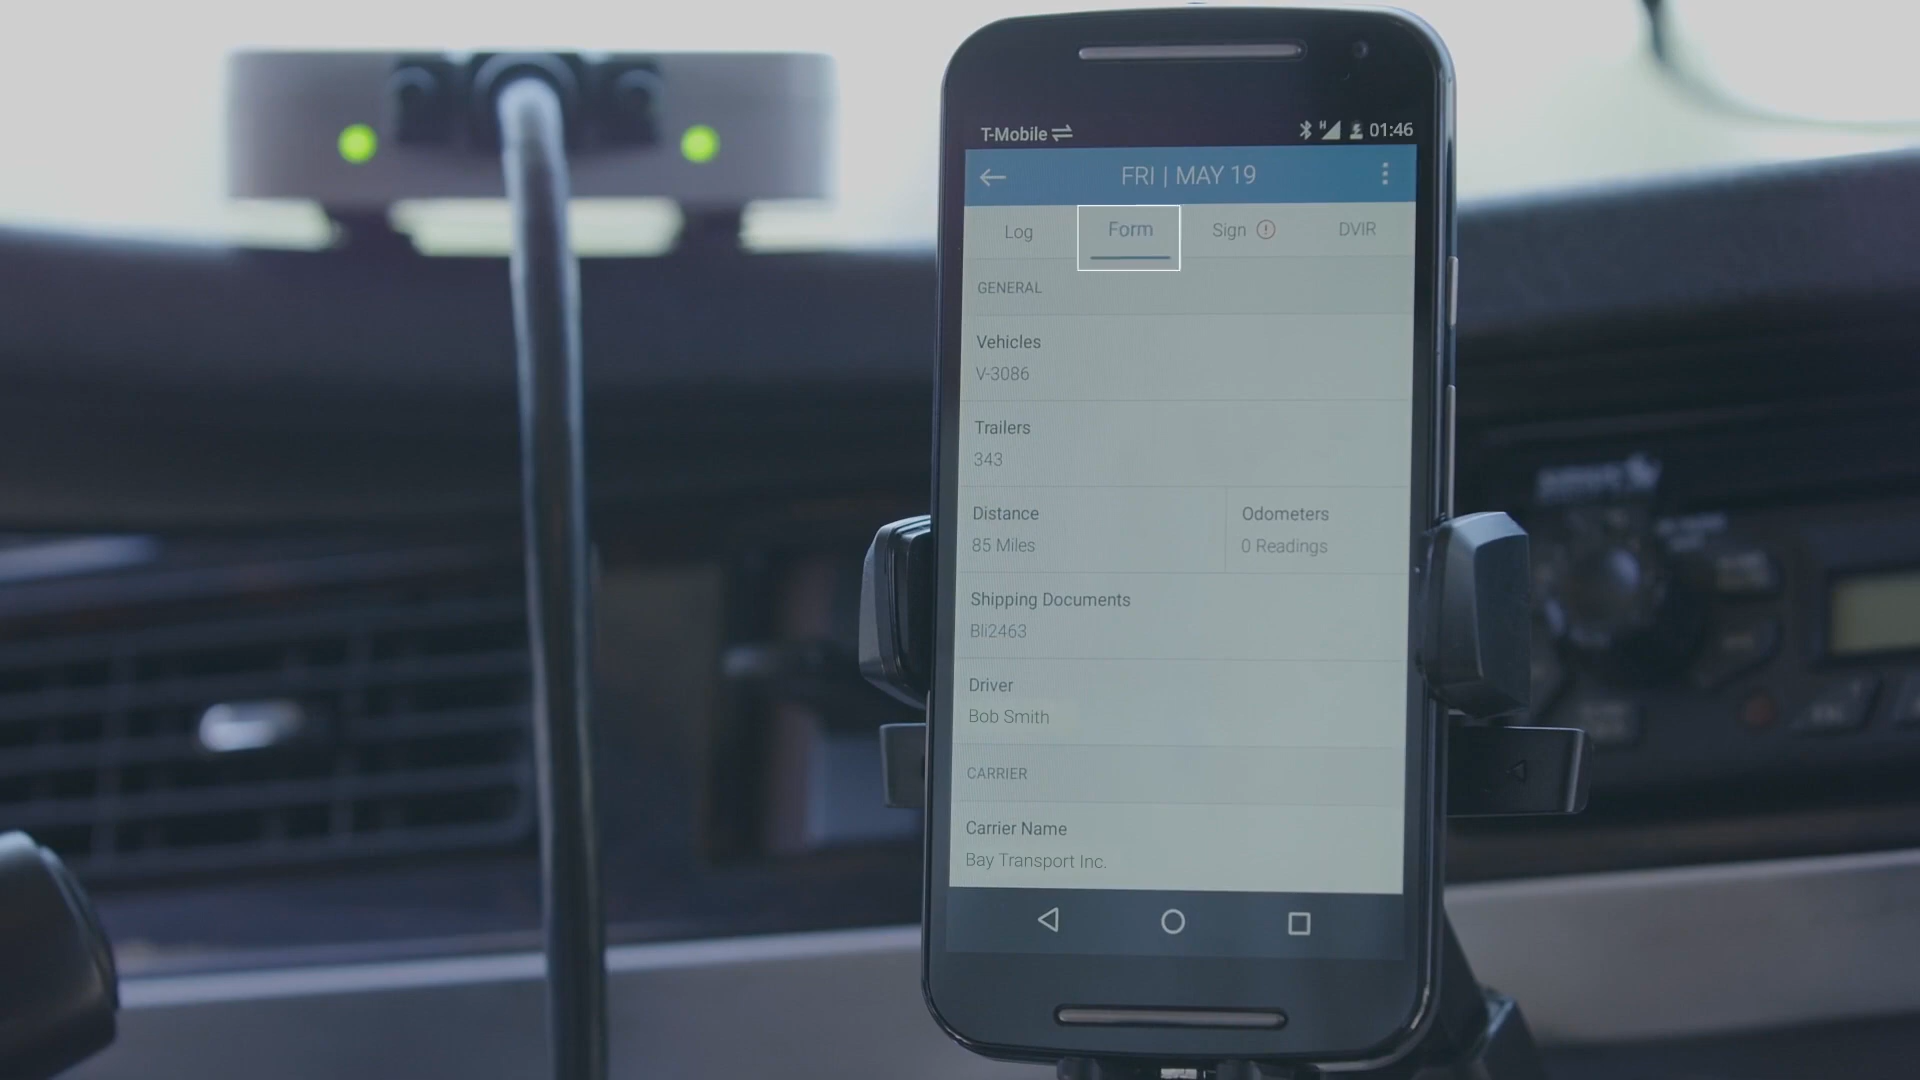 T-Mobile
H 01:46
FRI | MAY 19
Log Form Sign DVIR
GENERAL
Vehicles
V-3086
Trailers
343
Distance Odometers
85 Miles 0 Readings
Shipping Documents
Bli2463
Driver
Bob Smith
CARRIER
Carrier Name
Bay Transport Inc.